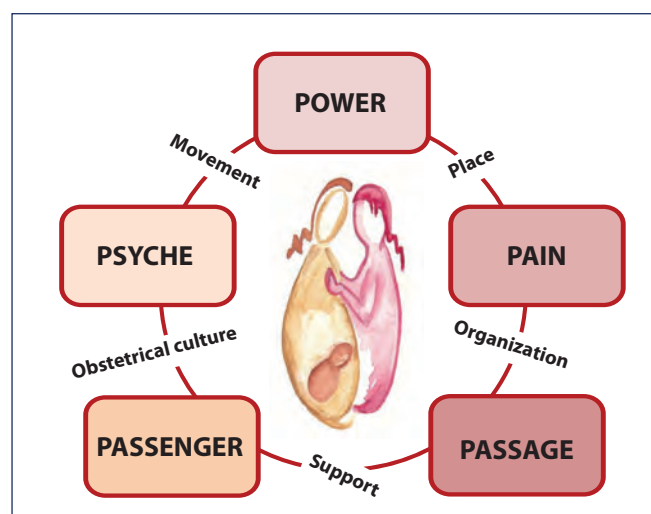 POWER
Movement
Place
PSYCHE
PAIN
Obstetrical culture
Organization
PASSENGER
PASSAGE
Support